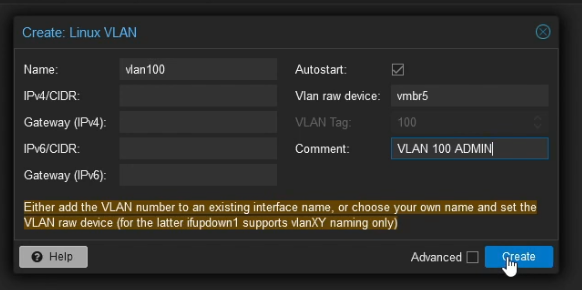 Create: Linux VLAN
Name: vlan100 Autostart:
IPv4/CIDR: Vlan raw device: vmbr5
Gateway (IPv4): VLAN Tag: 100
IPv6/CIDR: Comment: VLAN 100 ADMIN
Gateway (IPv6):
Either add the VLAN number to an existing interface name, or choose your own name and set the
VLAN raw device (for the latter ifupdown1 supports vlanXY naming only)
? Help Advanced Create